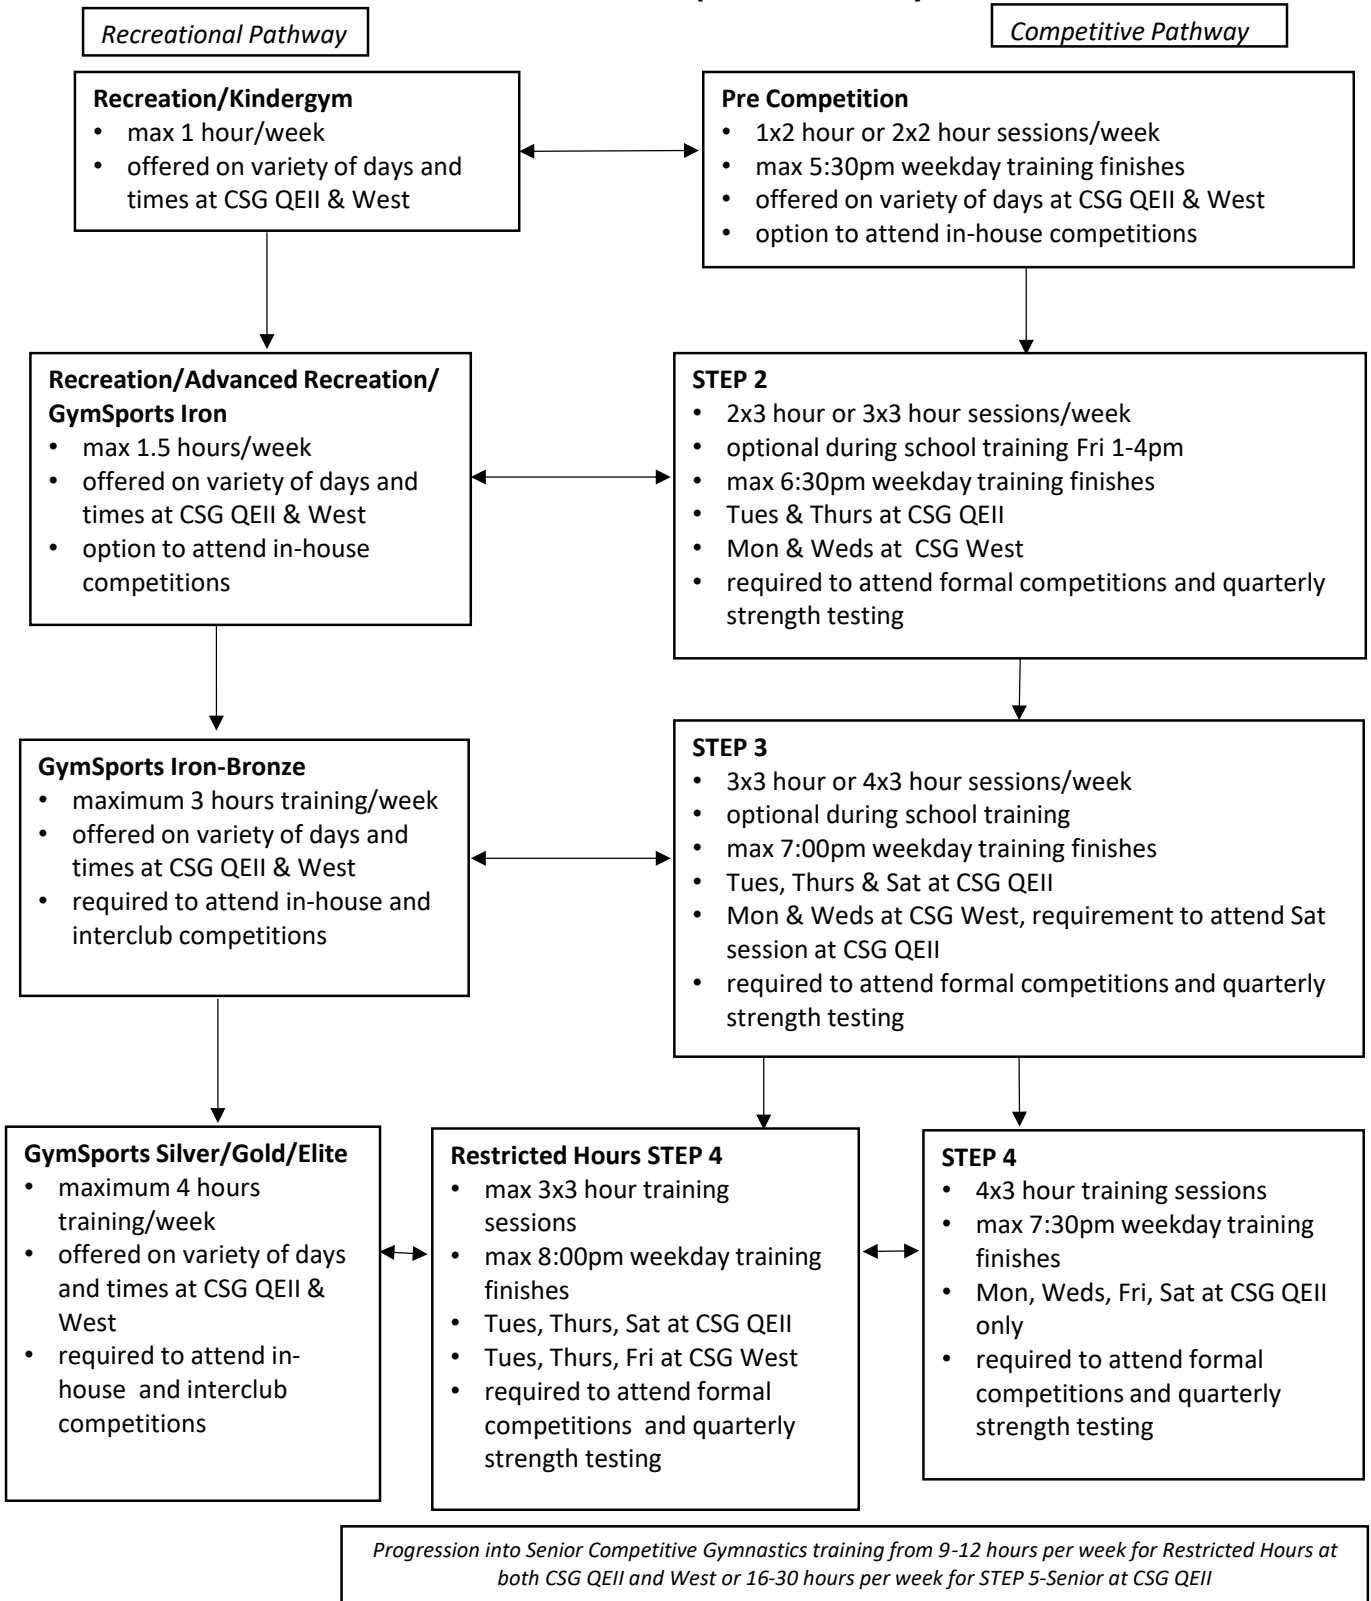 Recreational Pathway
Competitive Pathway
Recreation/Kindergym
• max 1 hour/week
• offered on variety of days and
times at CSG QEII & West
Pre Competition
• 1x2 hour or 2x2 hour sessions/week
• max 5:30pm weekday training finishes
• offered on variety of days at CSG QEII & West
• option to attend in-house competitions
Recreation/Advanced Recreation/
GymSports Iron
• max 1.5 hours/week
• offered on variety of days and
times at CSG QEII & West
• option to attend in-house
competitions
STEP 2
• 2x3 hour or 3x3 hour sessions/week
• optional during school training Fri 1-4pm
• max 6:30pm weekday training finishes
• Tues & Thurs at CSG QEII
• Mon & Weds at CSG West
• required to attend formal competitions and quarterly
strength testing
GymSports Iron-Bronze
• maximum 3 hours training/week
• offered on variety of days and
times at CSG QEII & West
• required to attend in-house and
interclub competitions
STEP 3
• 3x3 hour or 4x3 hour sessions/week
• optional during school training
• max 7:00pm weekday training finishes
• Tues, Thurs & Sat at CSG QEII
• Mon & Weds at CSG West, requirement to attend Sat
session at CSG QEII
• required to attend formal competitions and quarterly
strength testing
GymSports Silver/Gold/Elite
• maximum 4 hours
training/week
• offered on variety of days
and times at CSG QEII &
West
• required to attend in-
house and interclub
competitions
Restricted Hours STEP 4
• max 3x3 hour training
sessions
• max 8:00pm weekday training
finishes
• Tues, Thurs, Sat at CSG QEII
• Tues, Thurs, Fri at CSG West
• required to attend formal
competitions and quarterly
strength testing
STEP 4
• 4x3 hour training sessions
• max 7:30pm weekday training
finishes
• Mon, Weds, Fri, Sat at CSG QEII
only
• required to attend formal
competitions and quarterly
strength testing
Progression into Senior Competitive Gymnastics training from 9-12 hours per week for Restricted Hours at
both CSG QEII and West or 16-30 hours per week for STEP 5-Senior at CSG QEII